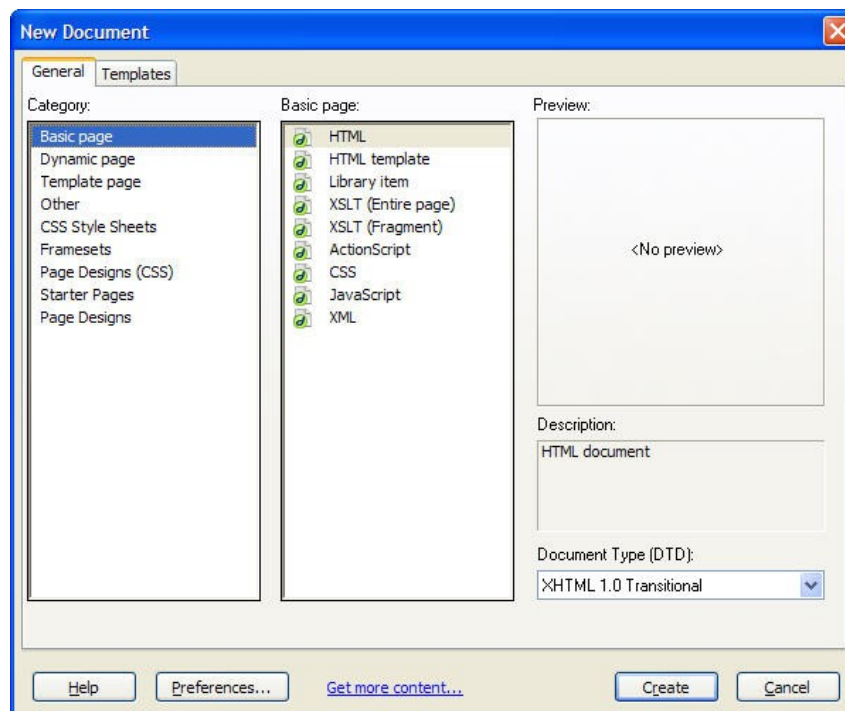 New Document
General
Templates
Category:
Basic page
Dynamic page
Template page
Other
CSS Style Sheets
Framesets
Page Designs (CSS)
Starter Pages
Page Designs
Basic page:
HTML
HTML template
Library item
XSLT (Entire page)
XSLT (Fragment)
ActionScript
CSS
JavaScript
XML
Preview:
<No preview>
Description:
HTML document
Document Type (DTD):
XHTML 1.0 Transitional
Help
Preferences...
Get more content...
Create
Cancel